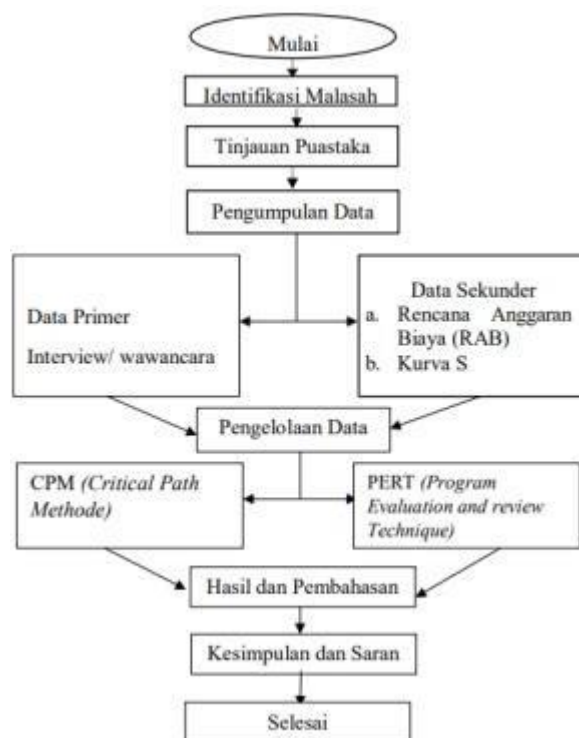 Mulai
Identifikasi Malasah
Tinjauan Puastaka
Pengumpulan Data
Data Primer
Interview/ wawancara
Data Sekunder
a. Rencana Anggaran
Biaya (RAB)
b. Kurva S
Pengelolaan Data
CPM (Critical Path
Methode)
PERT (Program
Evaluation and review
Technique)
Hasil dan Pembahasan
Kesimpulan dan Saran
Selesai